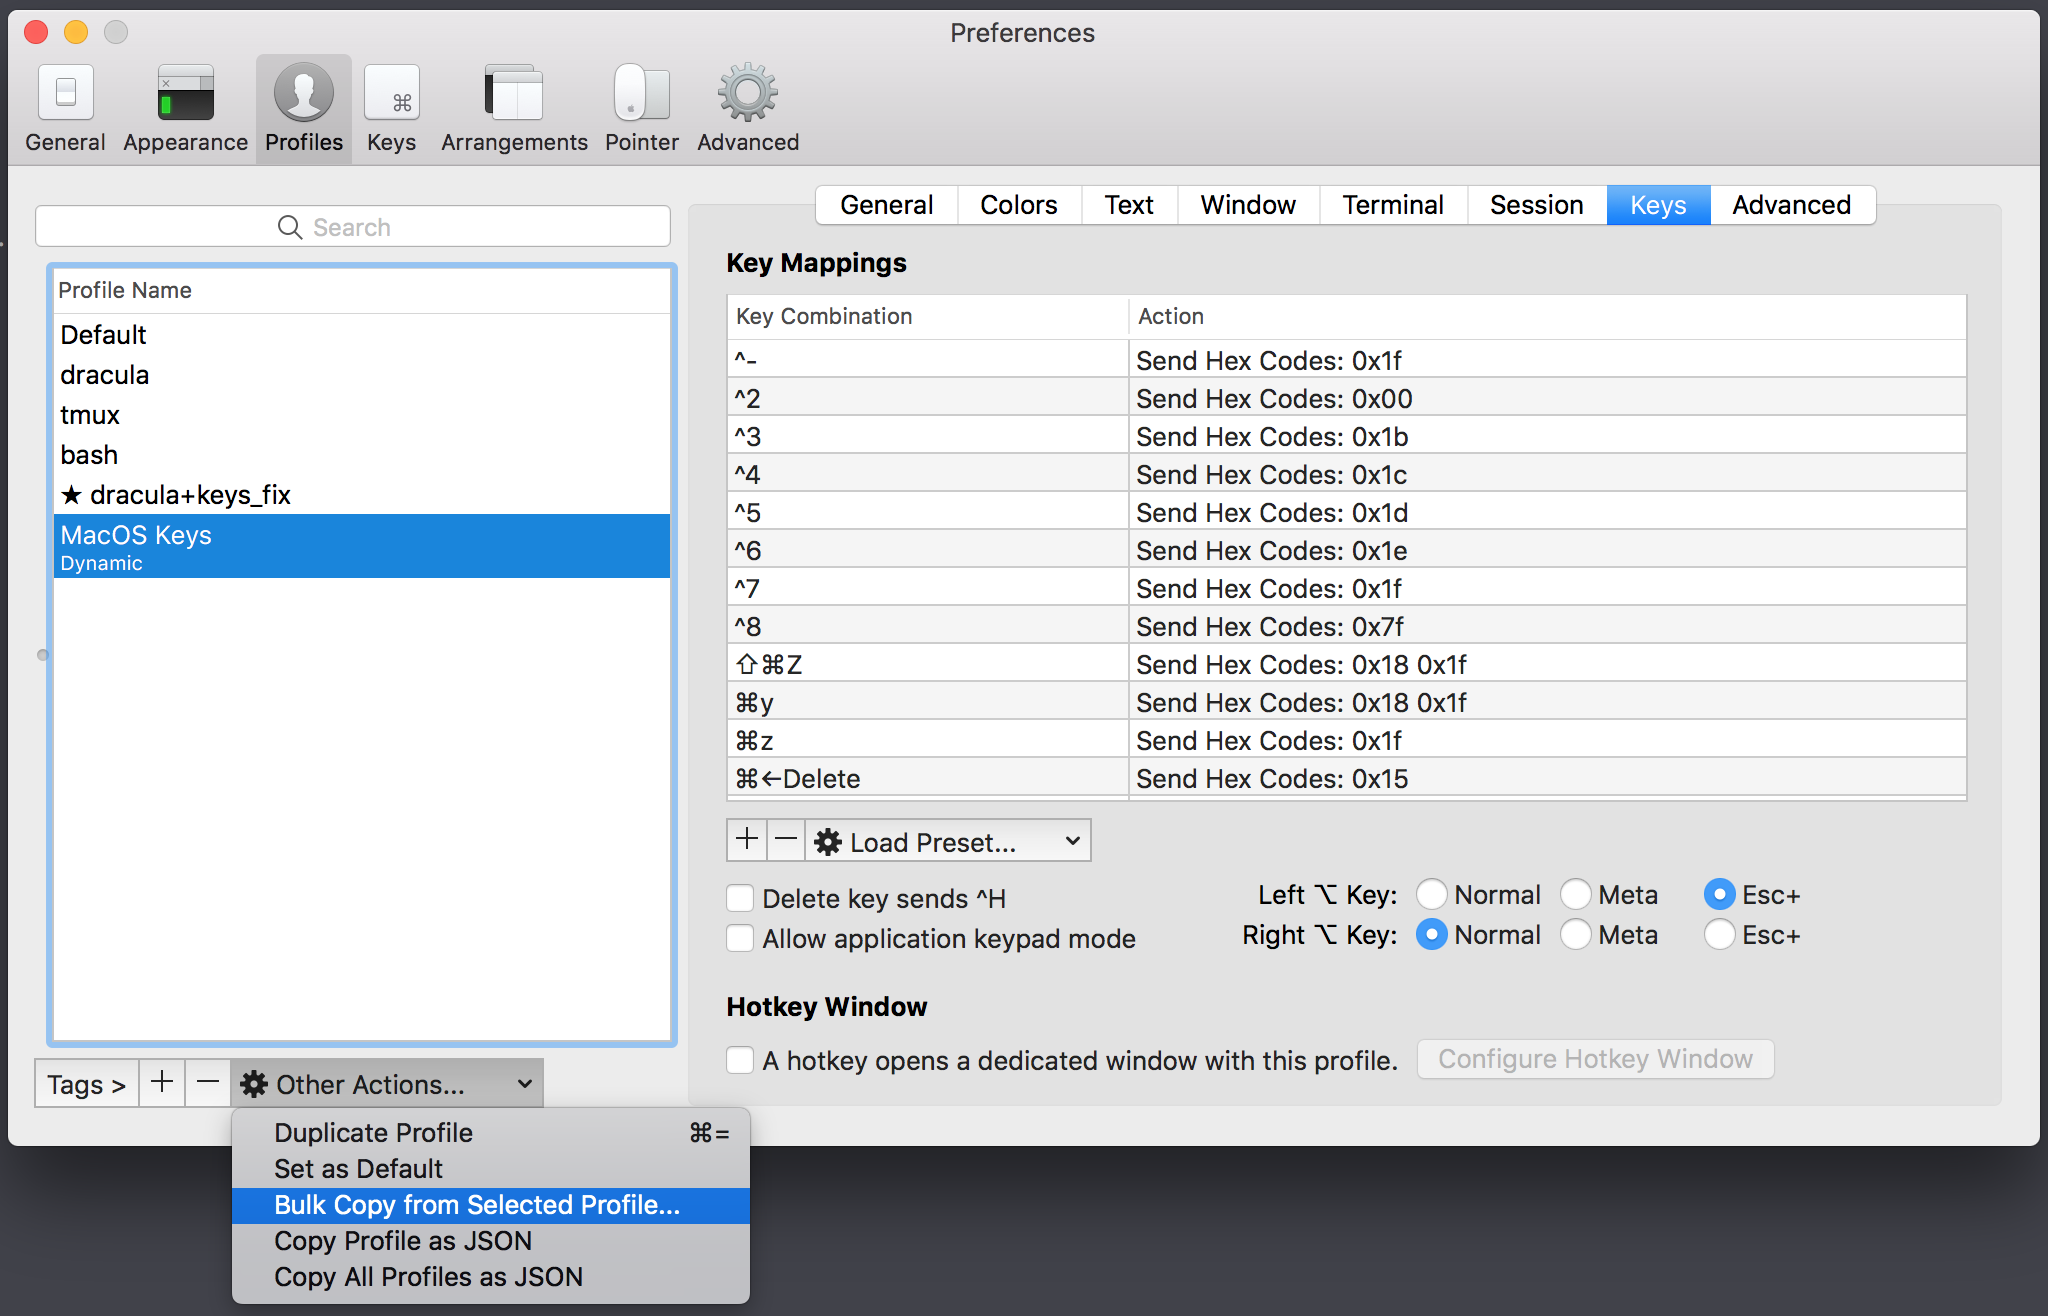 Preferences
General Appearance Profiles Keys Arrangements Pointer Advanced
Search
Profile Name
Default
dracula
tmux
bash
★ dracula+keys_fix
MacOS Keys
Dynamic
Tags > + − Other Actions...
Duplicate Profile ⌘=
Set as Default
Bulk Copy from Selected Profile...
Copy Profile as JSON
Copy All Profiles as JSON
General Colors Text Window Terminal Session Keys Advanced
Key Mappings
Key Combination Action
^- Send Hex Codes: 0x1f
^2 Send Hex Codes: 0x00
^3 Send Hex Codes: 0x1b
^4 Send Hex Codes: 0x1c
^5 Send Hex Codes: 0x1d
^6 Send Hex Codes: 0x1e
^7 Send Hex Codes: 0x1f
^8 Send Hex Codes: 0x7f
⇧⌘Z Send Hex Codes: 0x18 0x1f
⌘y Send Hex Codes: 0x18 0x1f
⌘z Send Hex Codes: 0x1f
⌘←Delete Send Hex Codes: 0x15
+ − Load Preset...
Delete key sends ^H
Allow application keypad mode
Left ⌥ Key: Normal Meta Esc+
Right ⌥ Key: Normal Meta Esc+
Hotkey Window
A hotkey opens a dedicated window with this profile. Configure Hotkey Window